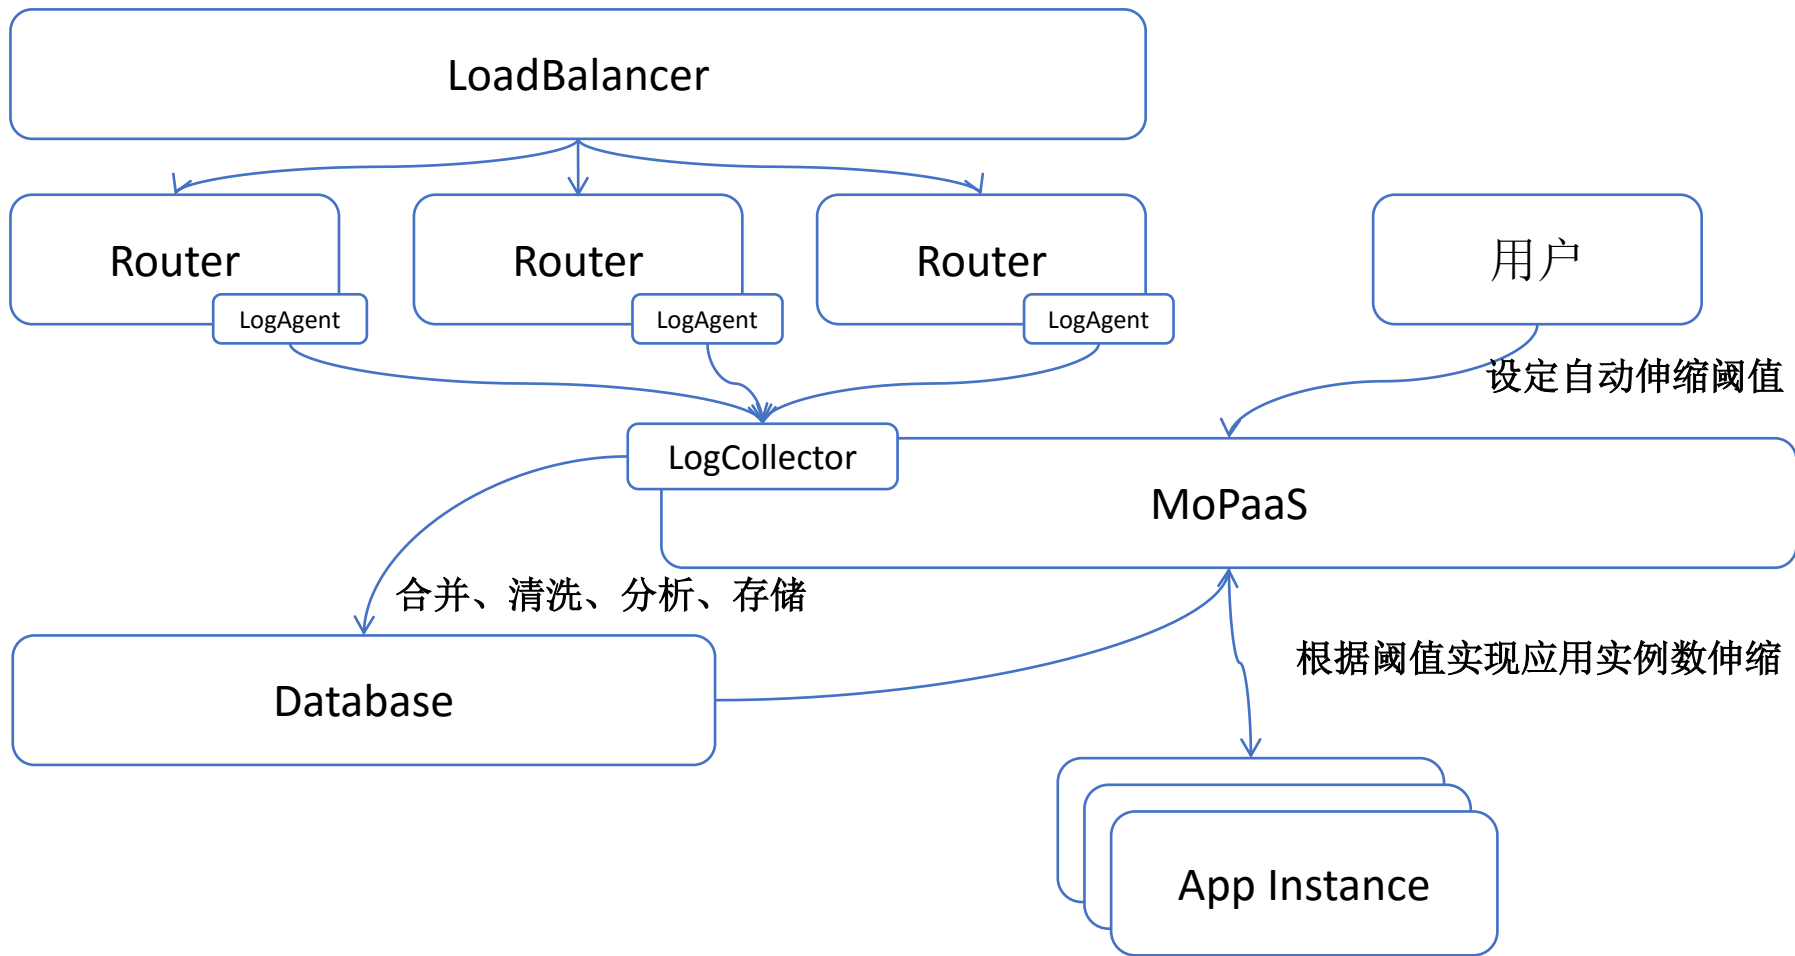 LoadBalancer
Router
Router
Router
用户
LogAgent
LogAgent
LogAgent
设定自动伸缩阈值
LogCollector
MoPaaS
合并、清洗、分析、存储
根据阈值实现应用实例数伸缩
Database
App Instance